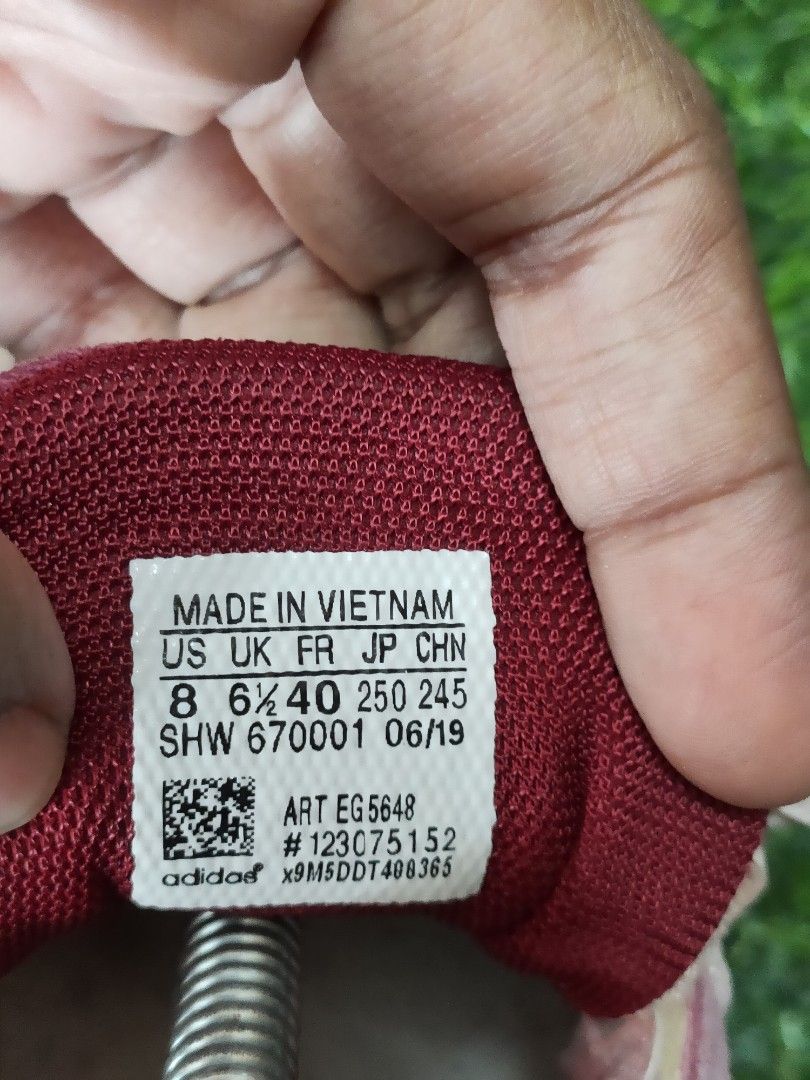 MADE IN VIETNAM
US UK FR JP CHN
8 6½ 40 250 245
SHW 670001 06/19
ART EG5648
# 123075152
adidas x9M5DDT408365